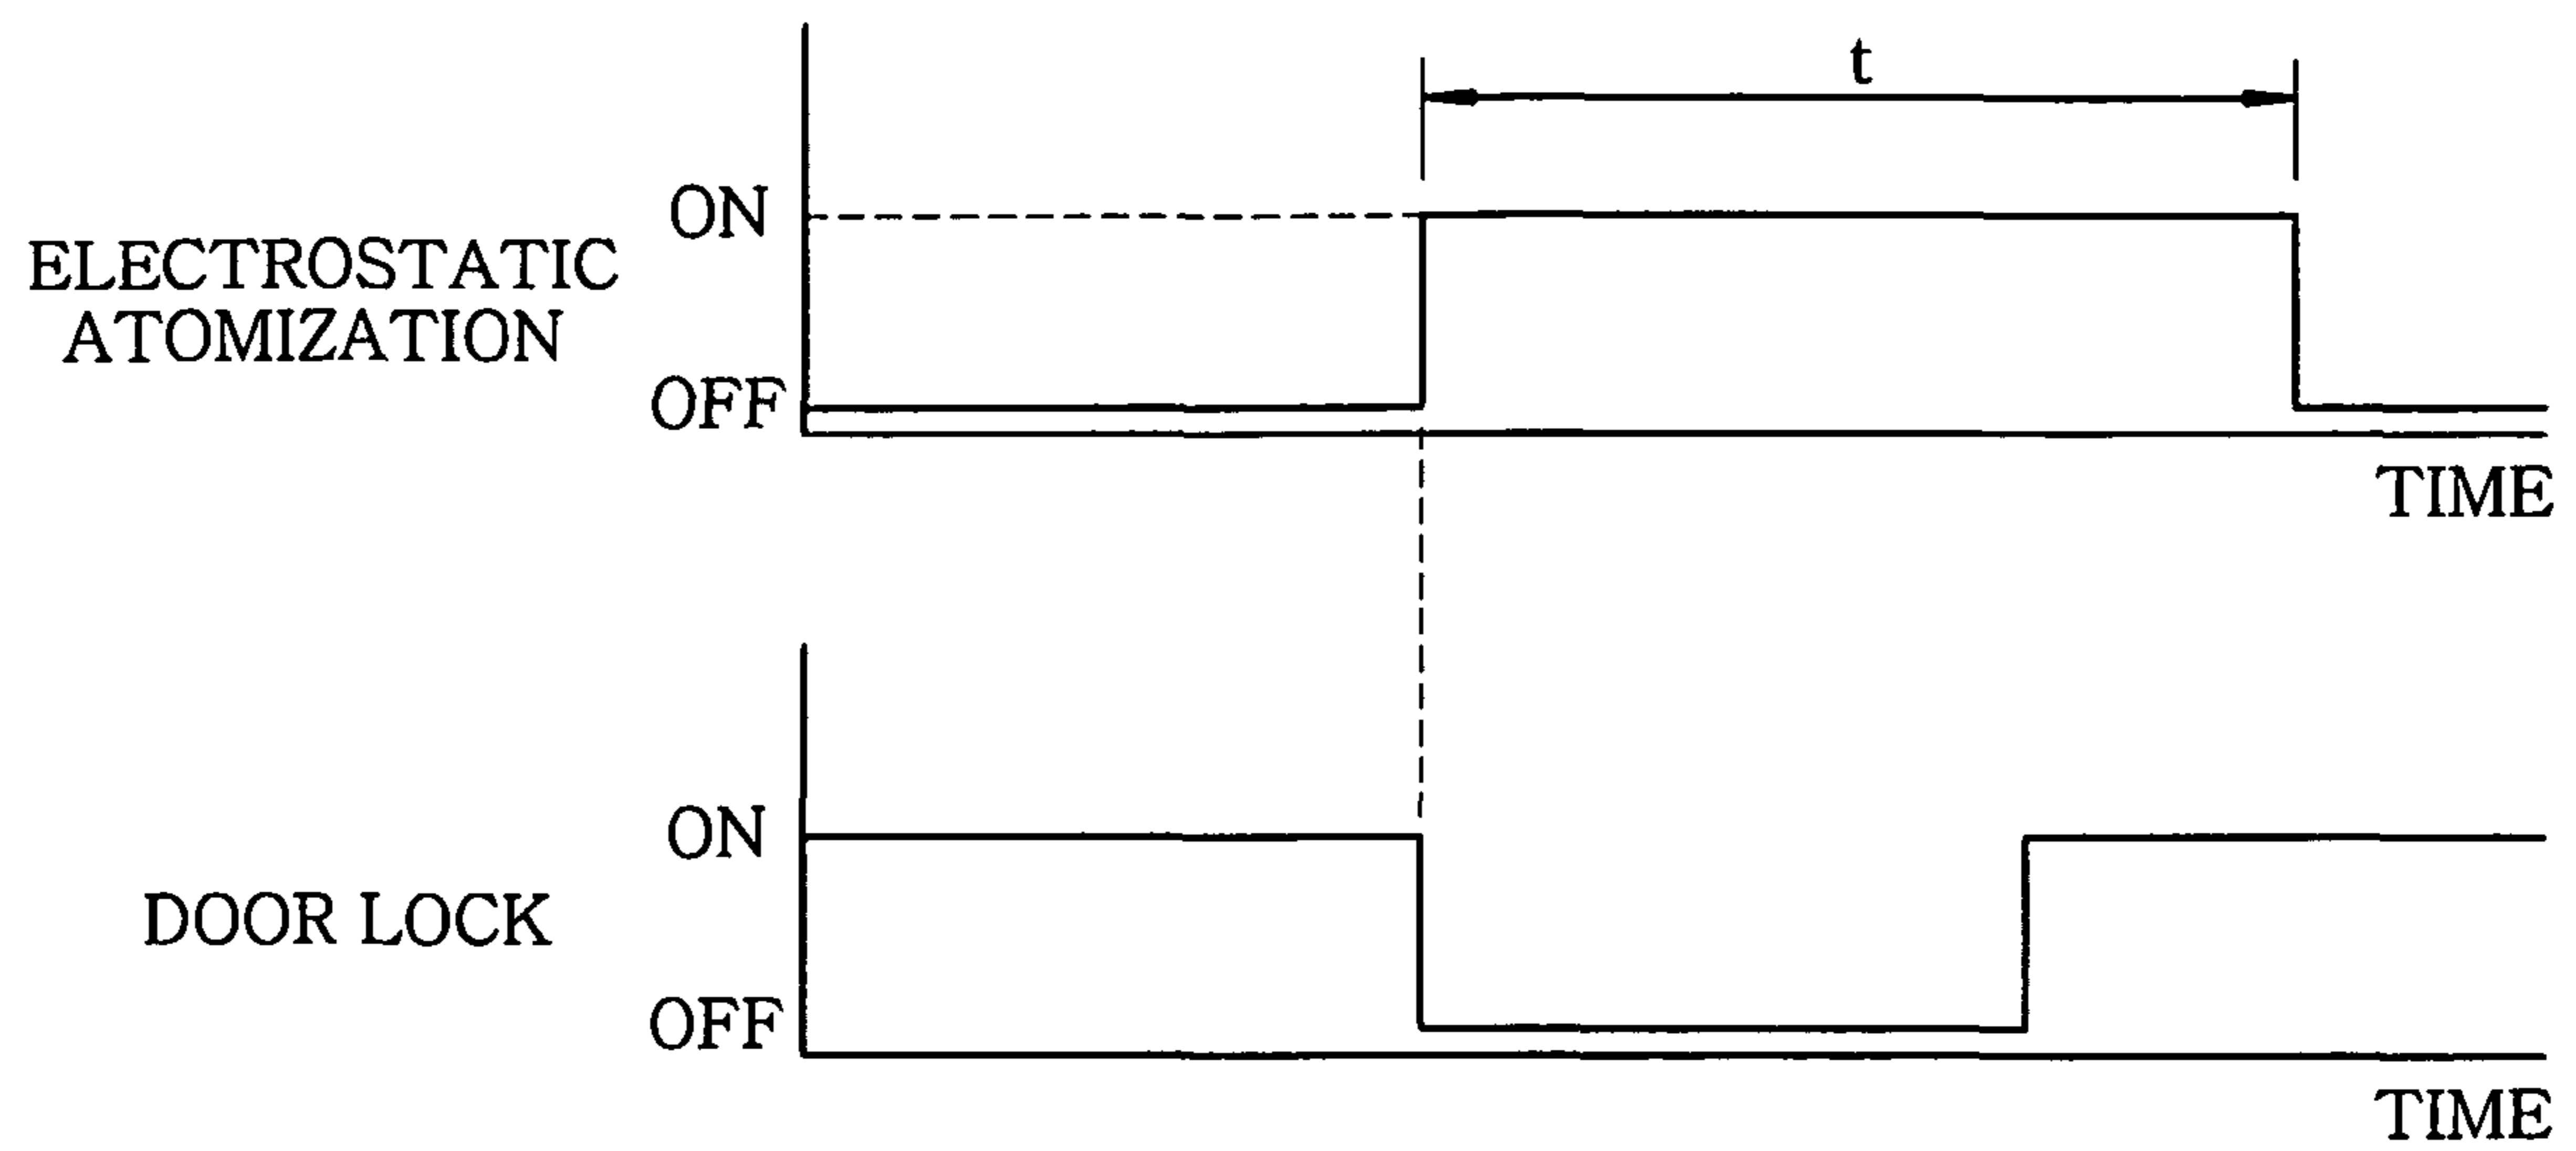 t
ON
ELECTROSTATIC
ATOMIZATION
OFF
TIME
ON
DOOR LOCK
OFF
TIME